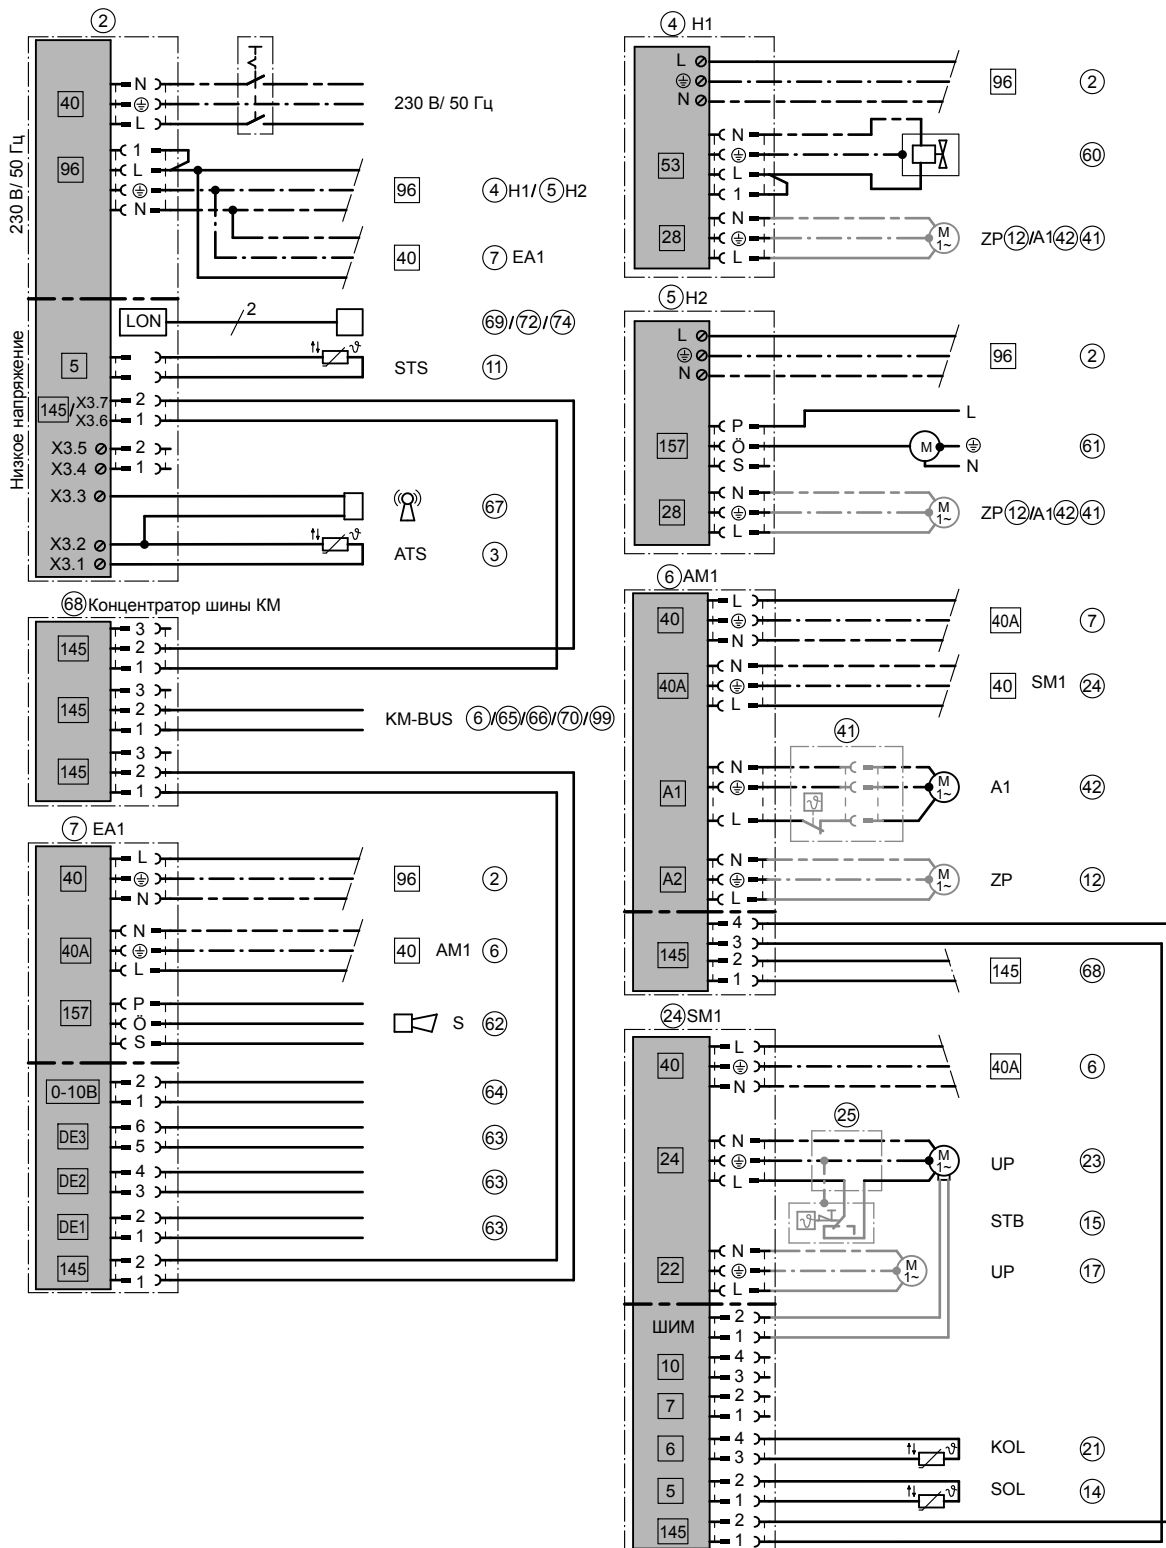 2
230 В/ 50 Гц
40
N
L
230 В/ 50 Гц
96
1
L
N
96
4 H1/ 5 H2
40
7 EA1
Низкое напряжение
LON
2
69/72/74
5
STS
11
145/X3.7
X3.6
2
1
X3.5
2
X3.4
1
X3.3
67
X3.2
X3.1
ATS
3
68 Концентратор шины КМ
145
3
2
1
145
3
2
1
KM-BUS 6/65/66/70/99
145
3
2
1
7 EA1
40
L
N
96
2
40A
N
L
40 AM1 6
157
P
Ö
S
S 62
0-10В
2
1
64
DE3
6
5
63
DE2
4
3
63
DE1
2
1
63
145
2
1
4 H1
L
N
96
2
53
N
L
1
60
28
N
L
M
1~
ZP12/A14241
5 H2
L
N
96
2
157
P
Ö
S
M
L
N
61
28
N
L
M
1~
ZP12/A14241
6 AM1
40
L
N
40A
7
40A
N
L
40 SM1 24
41
A1
N
L
M
1~
A1
42
A2
N
L
M
1~
ZP
12
145
4
3
2
1
145
68
24 SM1
40
L
N
40A
6
25
24
N
L
M
1~
UP
23
STB
15
22
N
L
M
1~
UP
17
ШИМ
2
1
10
4
3
7
2
1
6
4
3
KOL
21
5
2
1
SOL
14
145
2
1